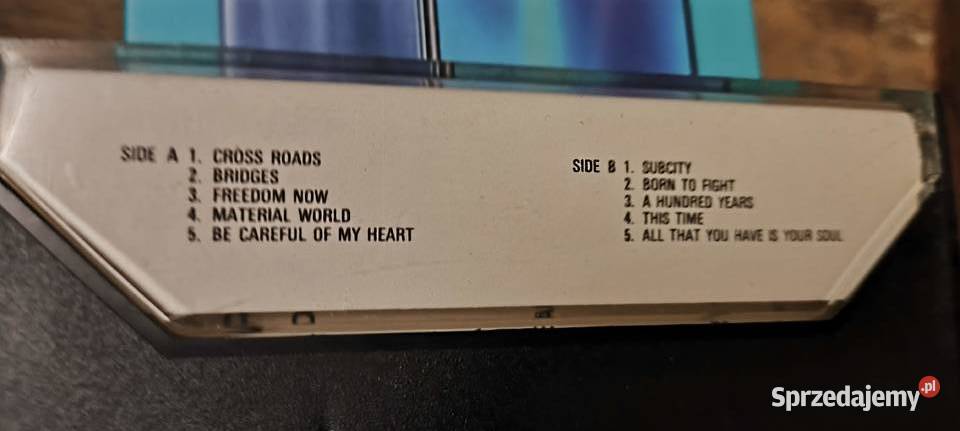 SIDE A 1. CROSS ROADS
2. BRIDGES
3. FREEDOM NOW
4. MATERIAL WORLD
5. BE CAREFUL OF MY HEART
SIDE B 1. SUBCITY
2. BORN TO FIGHT
3. A HUNDRED YEARS
4. THIS TIME
5. ALL THAT YOU HAVE IS YOUR SOUL
Sprzedajemy.pl